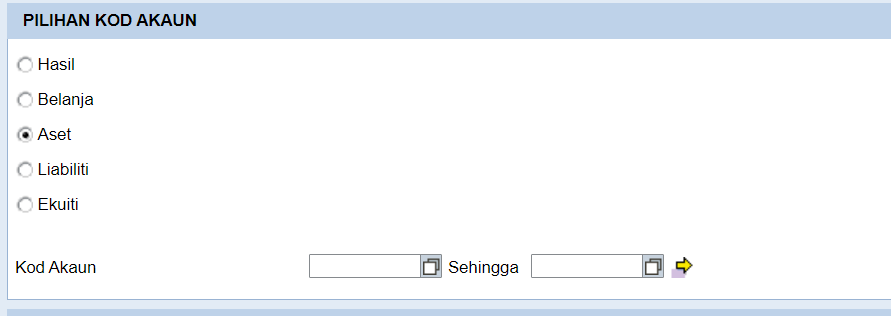 PILIHAN KOD AKAUN
Hasil
Belanja
Aset
Liabiliti
Ekuiti
Kod Akaun Sehingga